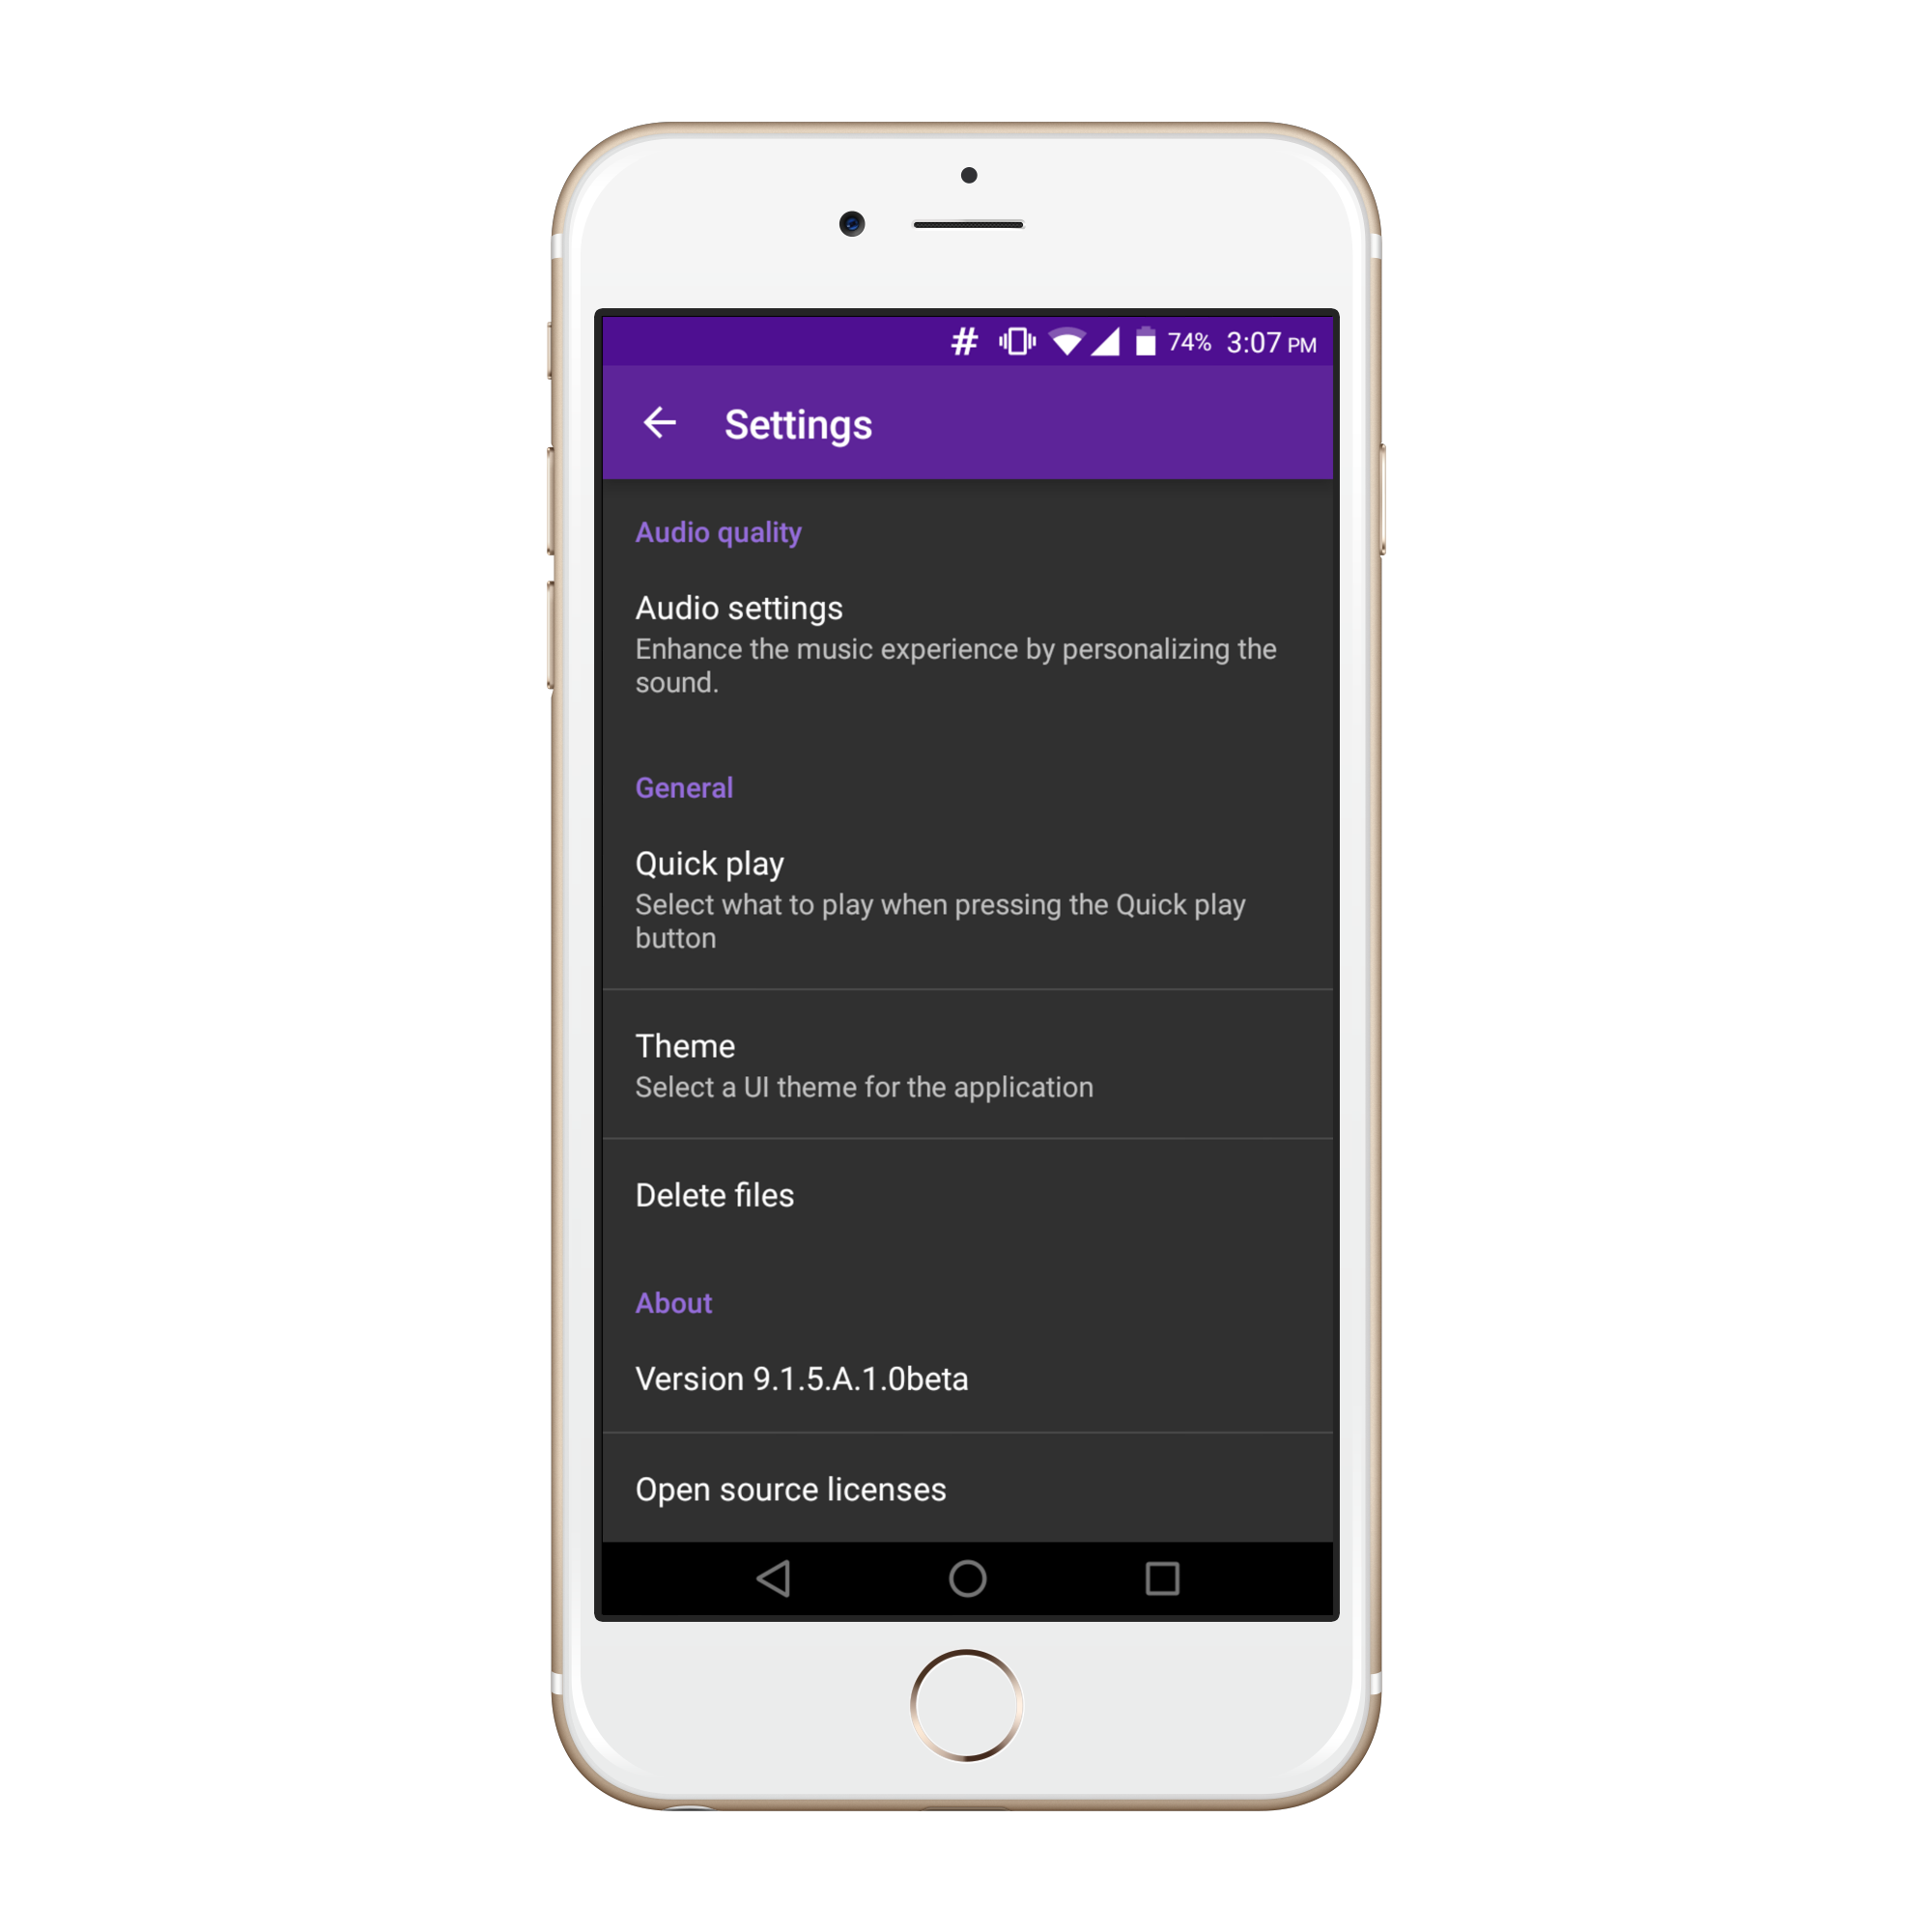 # 74% 3:07 PM
Settings
Audio quality
Audio settings
Enhance the music experience by personalizing the
sound.
General
Quick play
Select what to play when pressing the Quick play
button
Theme
Select a UI theme for the application
Delete files
About
Version 9.1.5.A.1.0beta
Open source licenses